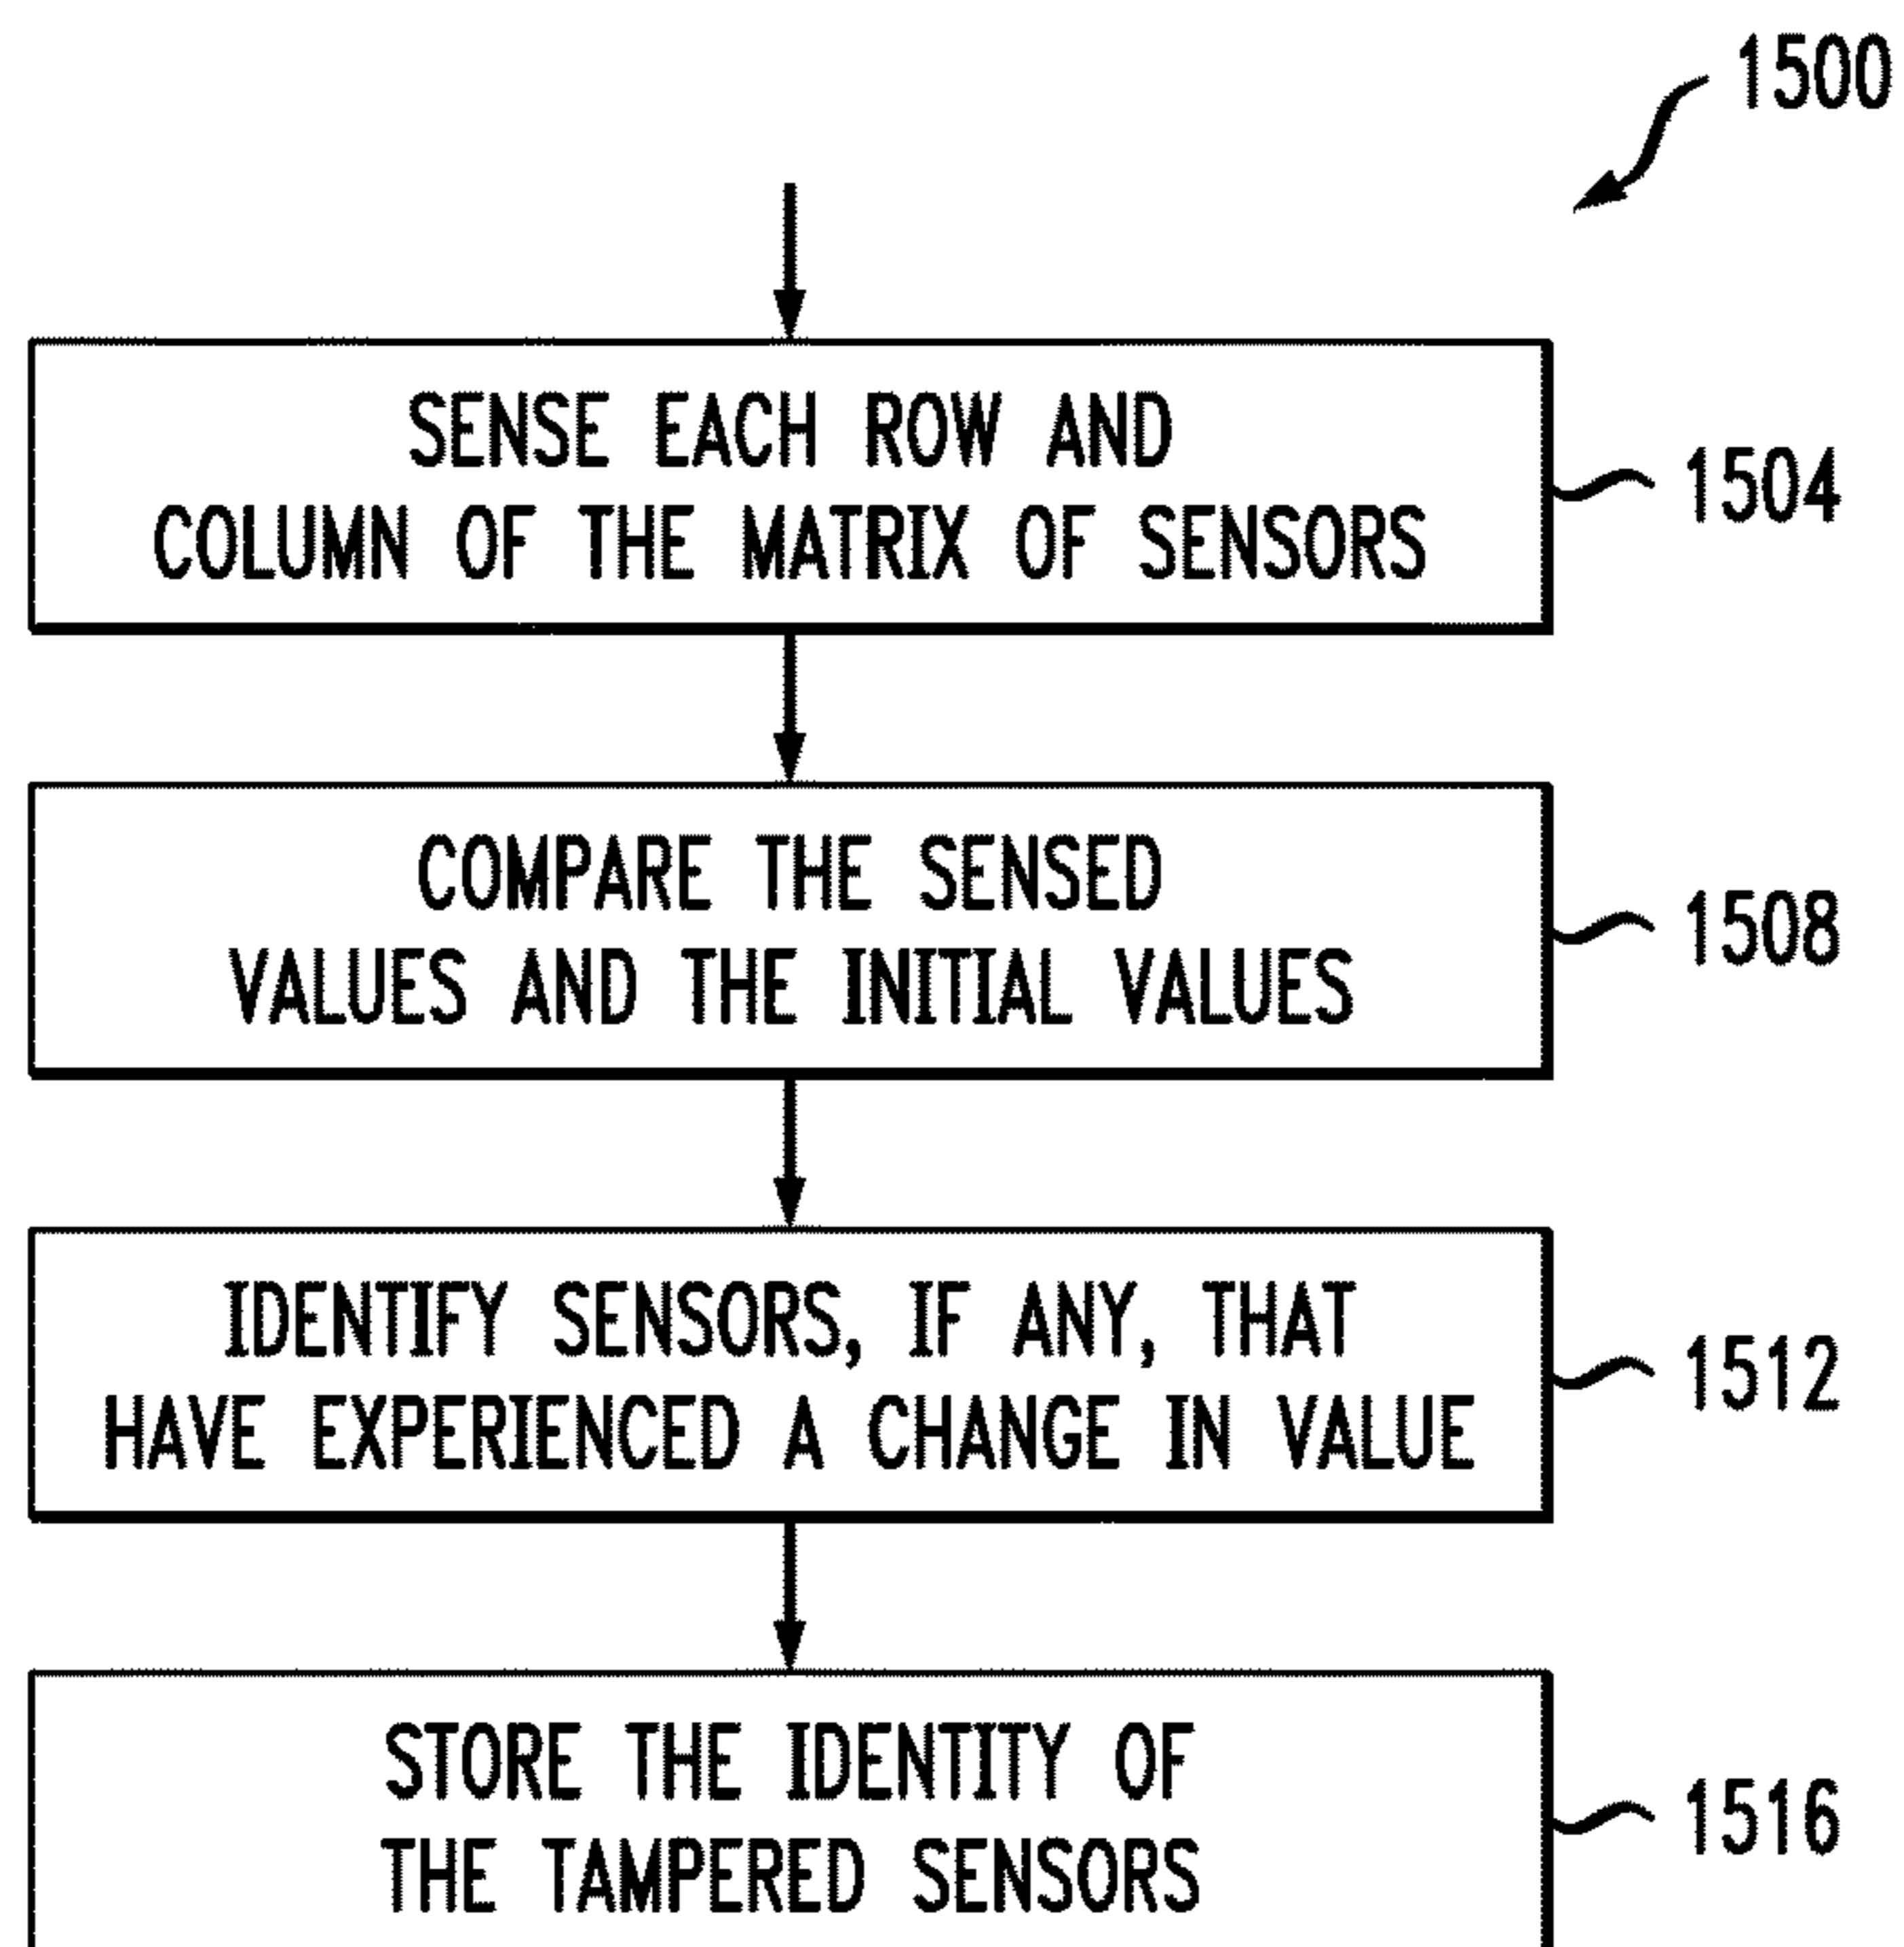 1500
SENSE EACH ROW AND
COLUMN OF THE MATRIX OF SENSORS
1504
COMPARE THE SENSED
VALUES AND THE INITIAL VALUES
1508
IDENTIFY SENSORS, IF ANY, THAT
HAVE EXPERIENCED A CHANGE IN VALUE
1512
STORE THE IDENTITY OF
THE TAMPERED SENSORS
1516